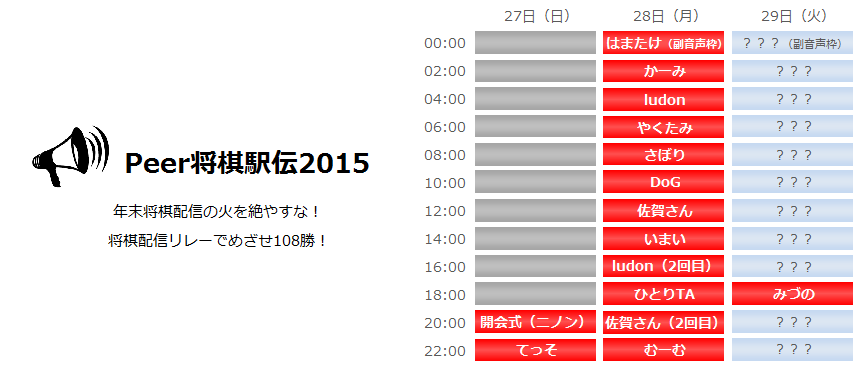 Peer将棋駅伝2015
年末将棋配信の火を絶やすな！
将棋配信リレーでめざせ108勝！
27日（日） 28日（月） 29日（火）
00:00 はまたけ（副音声枠） ？？？（副音声枠）
02:00 かーみ ？？？
04:00 ludon ？？？
06:00 やくたみ ？？？
08:00 さぼり ？？？
10:00 DoG ？？？
12:00 佐賀さん ？？？
14:00 いまい ？？？
16:00 ludon（2回目） ？？？
18:00 ひとりTA みづの
20:00 開会式（ニノン） 佐賀さん（2回目） ？？？
22:00 てっそ むーむ ？？？